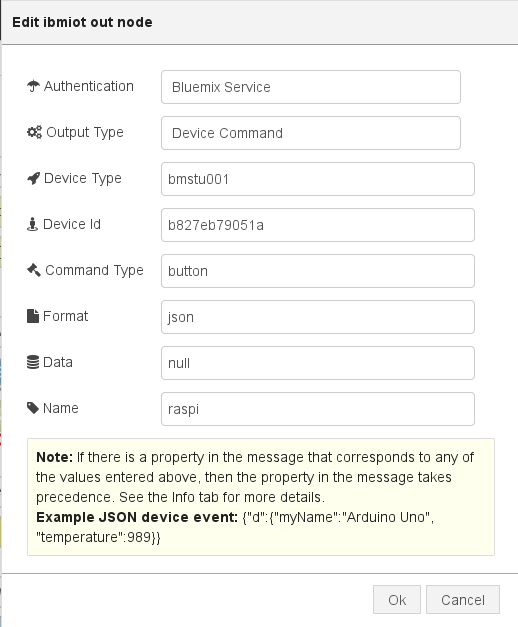 Edit ibmiot out node
Authentication Bluemix Service
Output Type Device Command
Device Type bmstu001
Device Id b827eb79051a
Command Type button
Format json
Data null
Name raspi
Note: If there is a property in the message that corresponds to any of
the values entered above, then the property in the message takes
precedence. See the Info tab for more details.
Example JSON device event: {"d":{"myName":"Arduino Uno",
"temperature":989}}
Ok Cancel